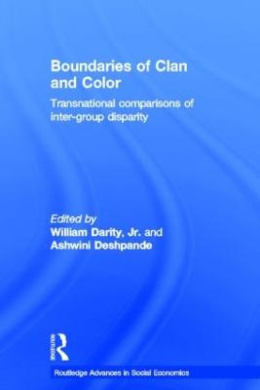 Boundaries of Clan
and Color
Transnational comparisons of
inter-group disparity
Edited by
William Darity, Jr. and
Ashwini Deshpande
Routledge
Routledge Advances in Social Economics